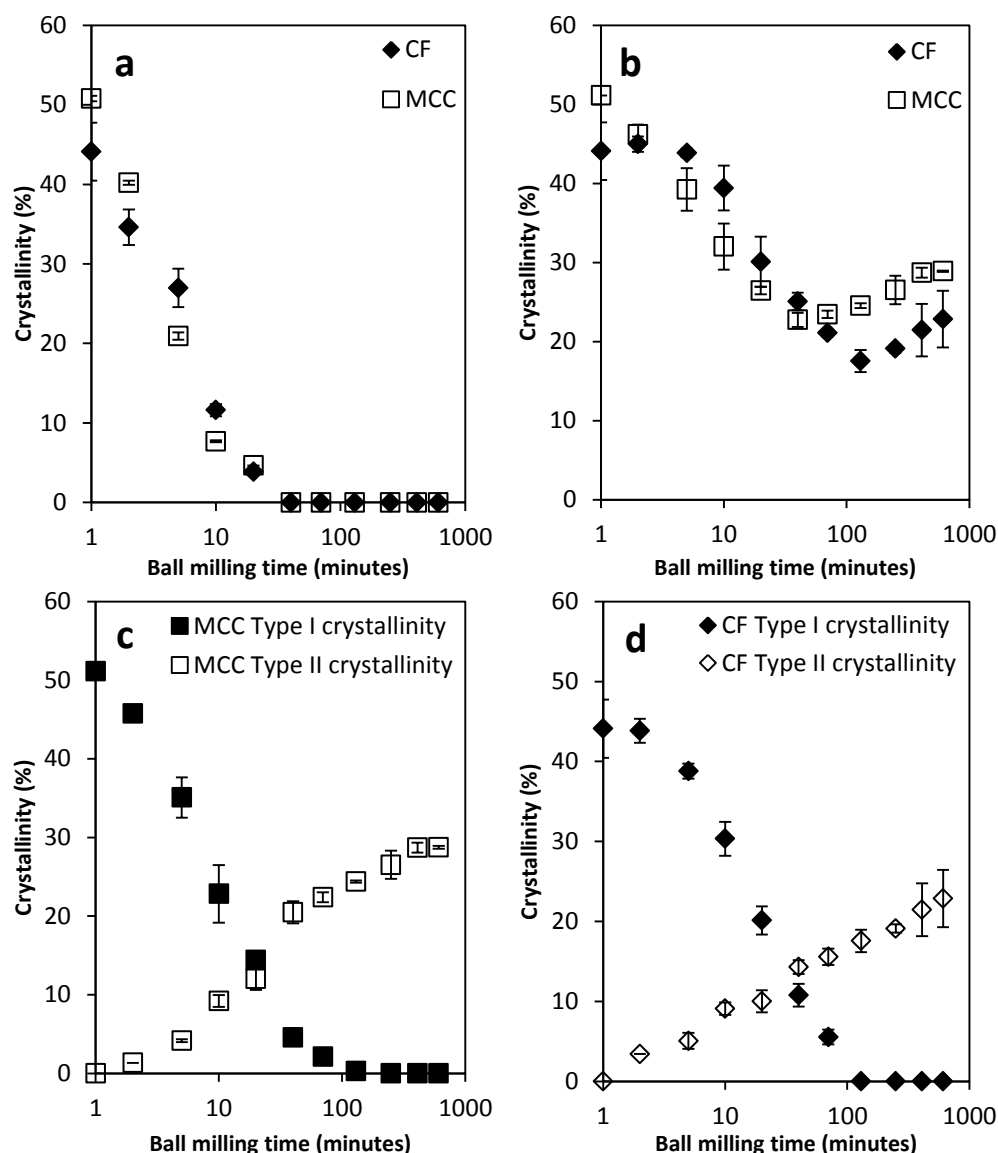 a
CF
MCC
Crystallinity (%)
60
50
40
30
20
10
0
1 10 100 1000
Ball milling time (minutes)
b
CF
MCC
Crystallinity (%)
60
50
40
30
20
10
0
1 10 100 1000
Ball milling time (minutes)
c
MCC Type I crystallinity
MCC Type II crystallinity
Crystallinity (%)
60
50
40
30
20
10
0
1 10 100 1000
Ball milling time (minutes)
d
CF Type I crystallinity
CF Type II crystallinity
Crystallinity (%)
60
50
40
30
20
10
0
1 10 100 1000
Ball milling time (minutes)